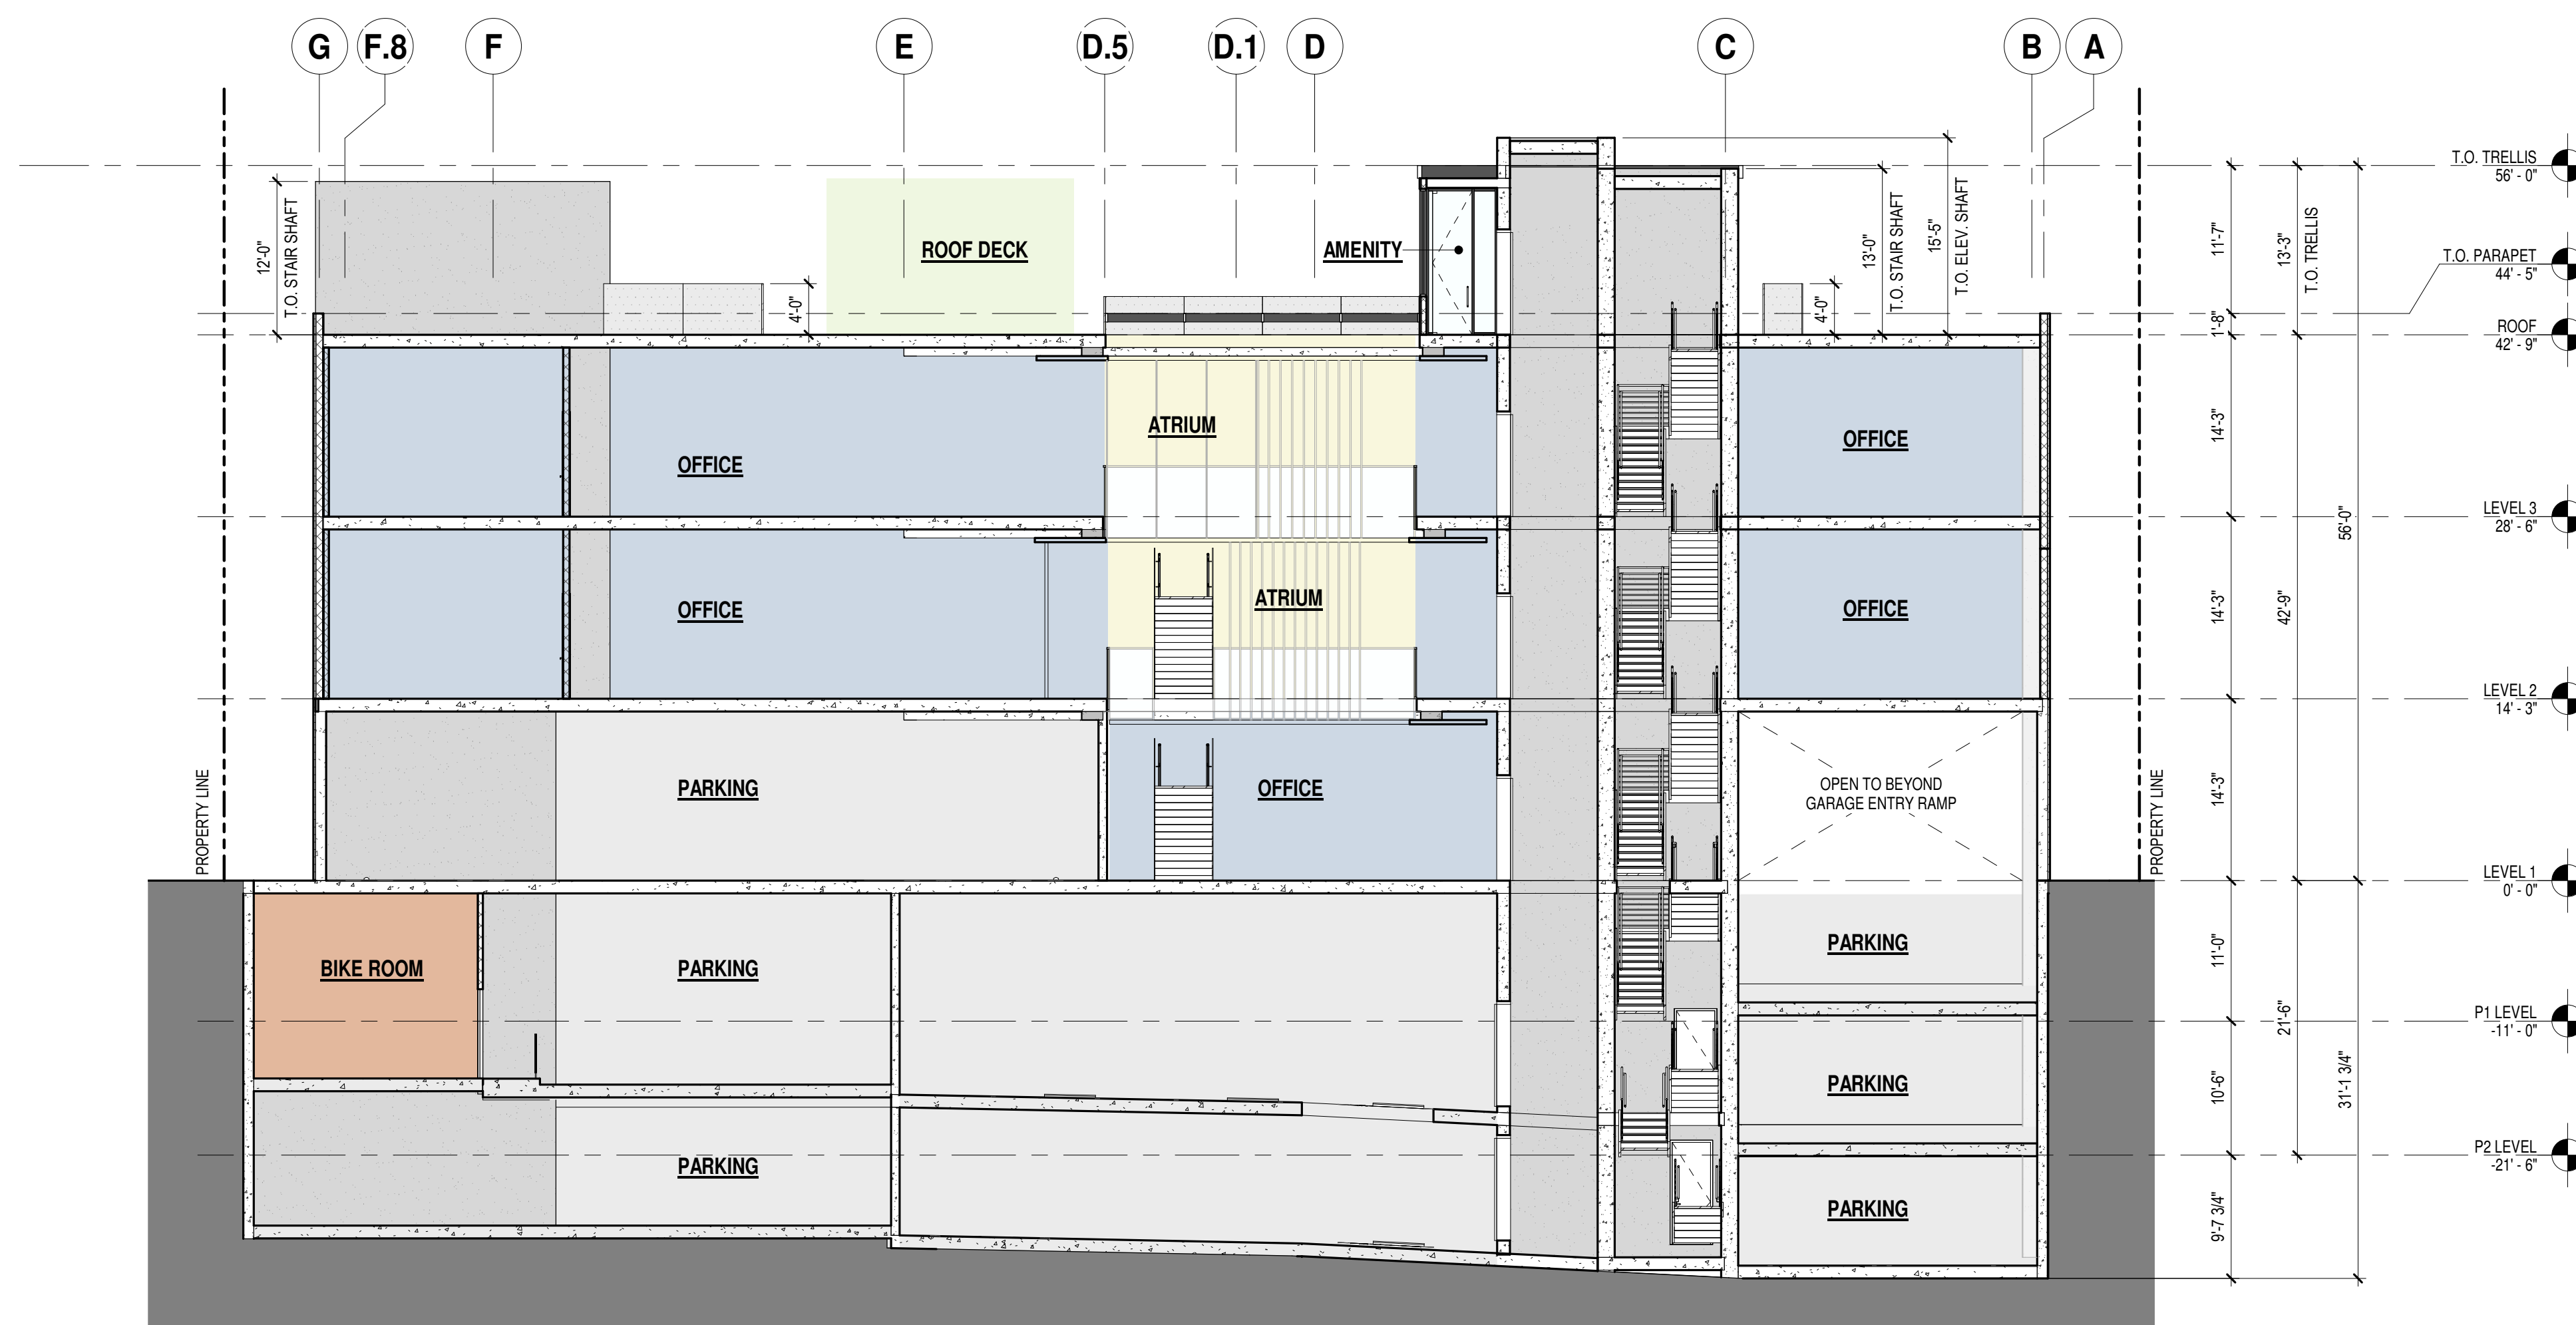 G F.8 F E D.5 D.1 D C B A
T.O. TRELLIS
56' - 0"
T.O. PARAPET
44' - 5"
ROOF
42' - 9"
LEVEL 3
28' - 6"
LEVEL 2
14' - 3"
LEVEL 1
0' - 0"
P1 LEVEL
-11' - 0"
P2 LEVEL
-21' - 6"
12'-0"
T.O. STAIR SHAFT
4'-0"
ROOF DECK
AMENITY
4'-0"
13'-0"
T.O. STAIR SHAFT
15'-5"
T.O. ELEV. SHAFT
11'-7"
13'-3"
T.O. TRELLIS
1'-8"
ATRIUM
OFFICE
OFFICE
14'-3"
56'-0"
OFFICE
ATRIUM
OFFICE
14'-3"
42'-9"
PROPERTY LINE
PARKING
OFFICE
OPEN TO BEYOND
GARAGE ENTRY RAMP
PROPERTY LINE
14'-3"
BIKE ROOM
PARKING
PARKING
11'-0"
21'-6"
PARKING
10'-6"
31'-1 3/4"
PARKING
PARKING
9'-7 3/4"